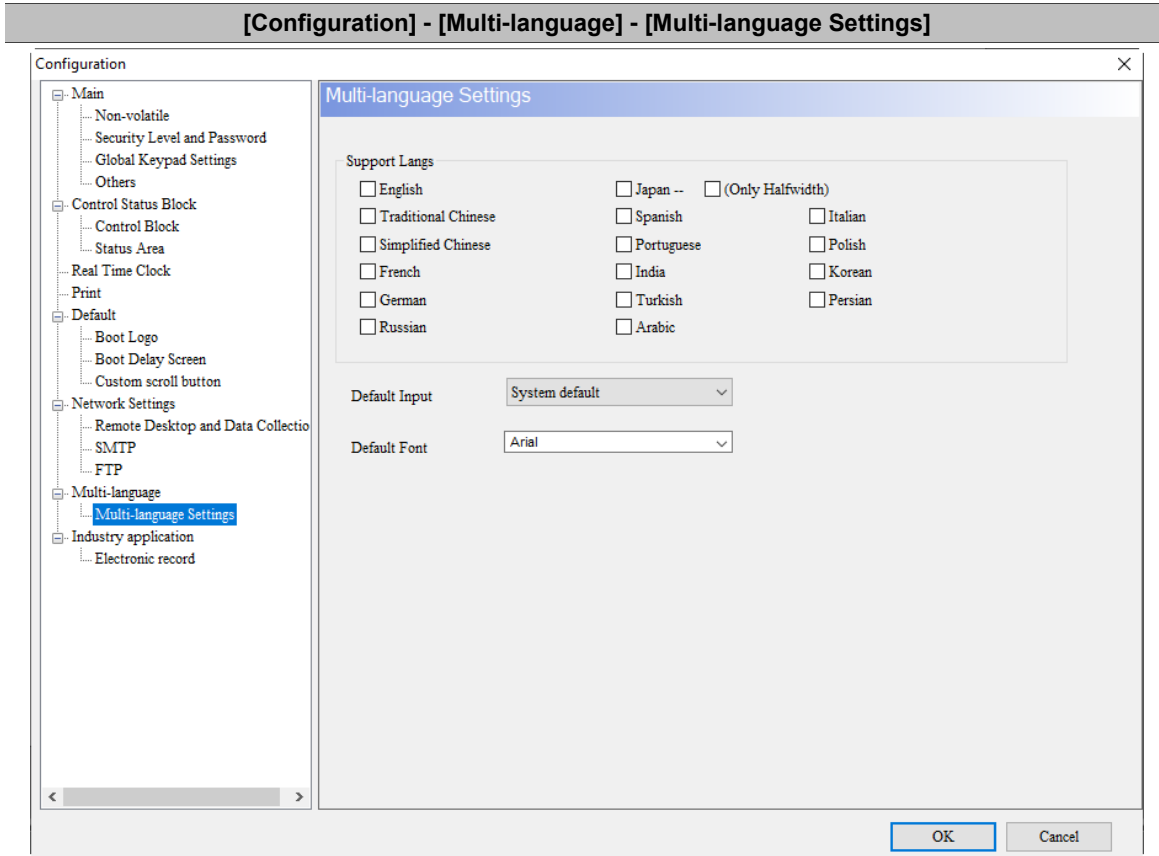 [Configuration] - [Multi-language] - [Multi-language Settings]
Configuration
Main
Non-volatile
Security Level and Password
Global Keypad Settings
Others
Control Status Block
Control Block
Status Area
Real Time Clock
Print
Default
Boot Logo
Boot Delay Screen
Custom scroll button
Network Settings
Remote Desktop and Data Collectio
SMTP
FTP
Multi-language
Multi-language Settings
Industry application
Electronic record
Multi-language Settings
Support Langs
English
Japan -- (Only Halfwidth)
Traditional Chinese
Spanish
Italian
Simplified Chinese
Portuguese
Polish
French
India
Korean
German
Turkish
Persian
Russian
Arabic
Default Input
System default
Default Font
Arial
OK
Cancel